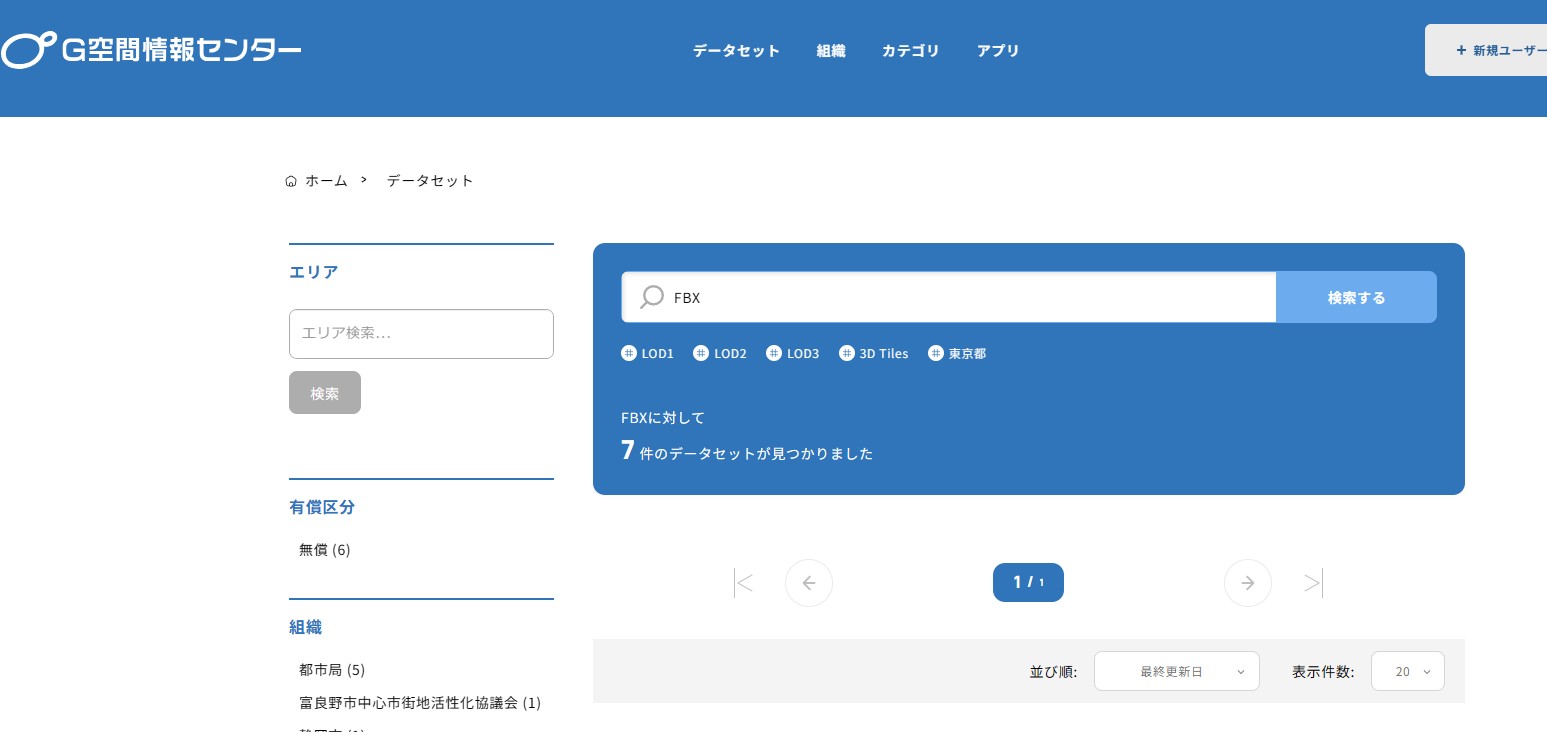 G空間情報センター
データセット 組織 カテゴリ アプリ
+ 新規ユーザー
ホーム > データセット
エリア
エリア検索...
検索
有償区分
無償 (6)
組織
都市局 (5)
富良野市中心市街地活性化協議会 (1)
FBX
検索する
# LOD1 # LOD2 # LOD3 # 3D Tiles # 東京都
FBXに対して
7 件のデータセットが見つかりました
1 / 1
並び順: 最終更新日 表示件数: 20